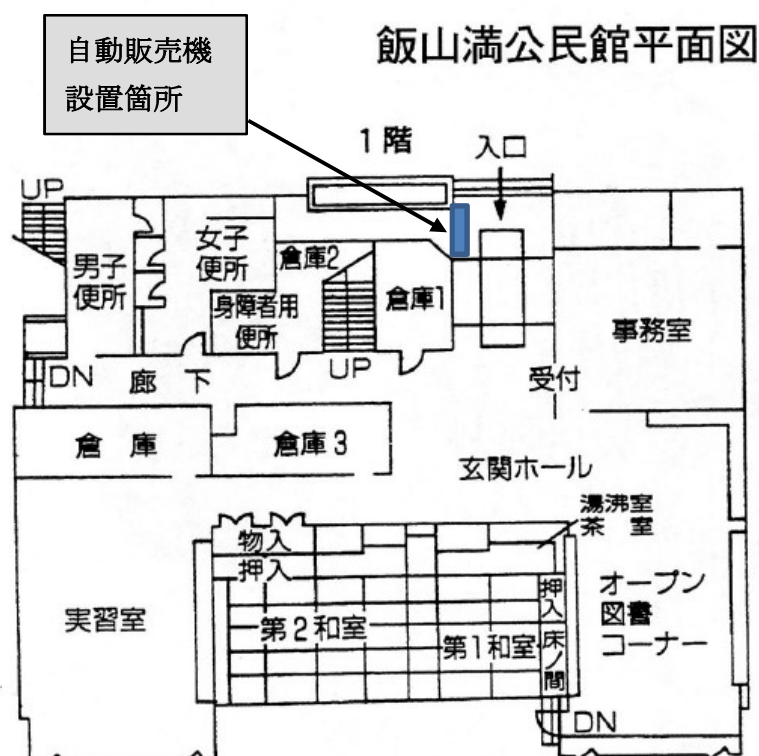 飯山満公民館平面図
自動販売機
設置箇所
1階
入口
UP
男子
便所
女子
便所
身障者用
便所
倉庫2
UP
倉庫1
事務室
受付
DN
廊 下
倉 庫
倉庫3
玄関ホール
湯沸室
茶 室
物入
押入
実習室
第2和室
第1和室
押入
床ノ間
オープン
図書
コーナー
DN